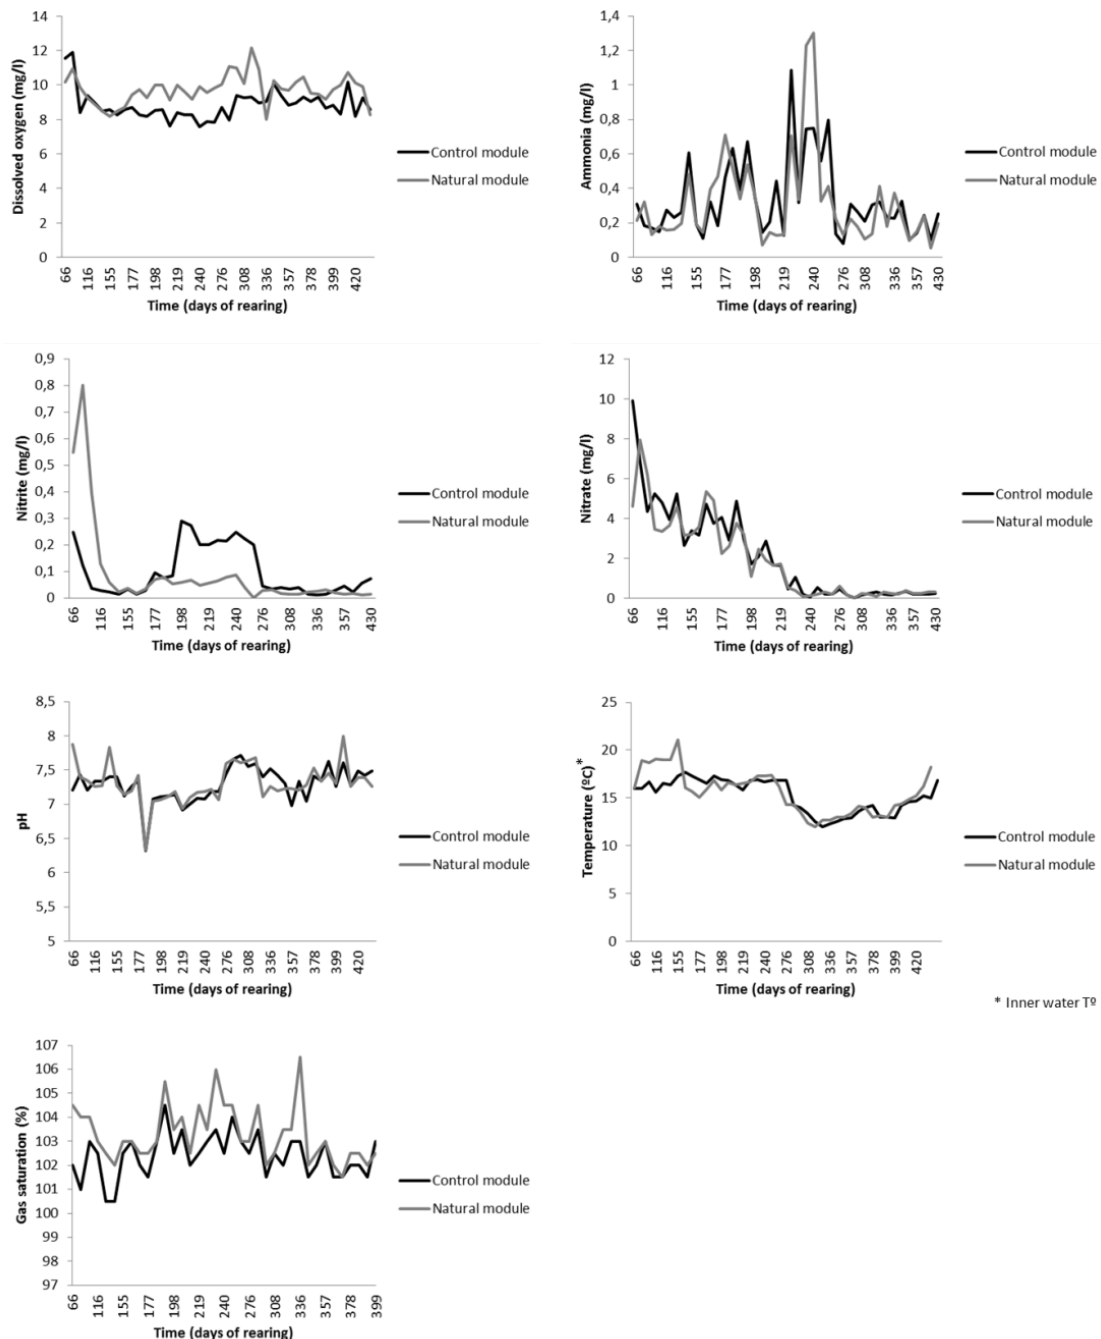 14
12
10
8
6
4
2
0
Dissolved oxygen (mg/l)
Control module
Natural module
66 116 155 177 198 219 240 276 308 336 357 378 399 420
Time (days of rearing)
1,4
1,2
1
0,8
0,6
0,4
0,2
0
Ammonia (mg/l)
Control module
Natural module
66 116 155 177 198 219 240 276 308 336 357 430
Time (days of rearing)
0,9
0,8
0,7
0,6
0,5
0,4
0,3
0,2
0,1
0
Nitrite (mg/l)
Control module
Natural module
66 116 155 177 198 219 240 276 308 336 357 430
Time (days of rearing)
12
10
8
6
4
2
0
Nitrate (mg/l)
Control module
Natural module
66 116 155 177 198 219 240 276 308 336 357 430
Time (days of rearing)
8,5
8
7,5
7
6,5
6
5,5
5
pH
Control module
Natural module
66 116 155 177 198 219 240 276 308 336 357 378 399 420
Time (days of rearing)
25
20
15
10
5
0
Temperature (ºC)*
Control module
Natural module
66 116 155 177 198 219 240 276 308 336 357 378 399 420
Time (days of rearing)
* Inner water Tº
107
106
105
104
103
102
101
100
99
98
97
Gas saturation (%)
Control module
Natural module
66 116 155 177 198 219 240 276 308 336 357 378 399
Time (days of rearing)